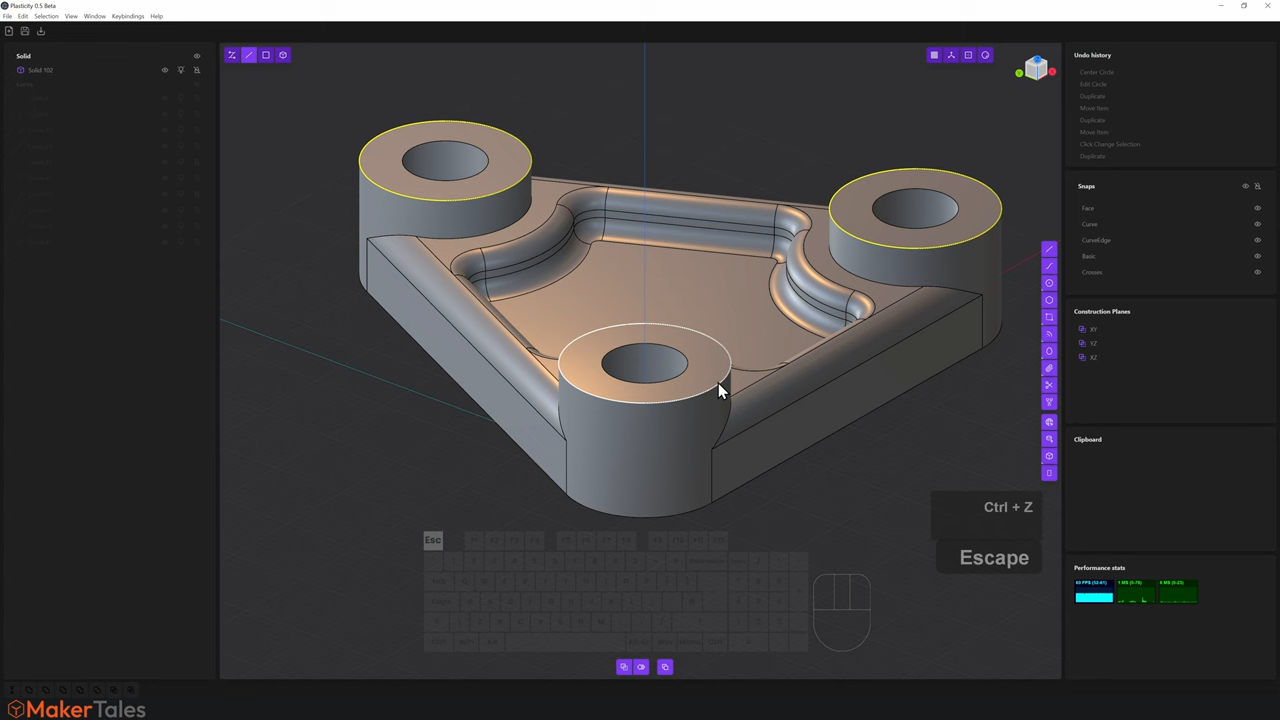 Plasticity 0.5 Beta
File Edit Selection View Window Keybindings Help
Solid
Solid 102
Undo history
Center Circle
Edit Circle
Duplicate
Move Item
Duplicate
Move Item
Click Change Selection
Duplicate
Snaps
Face
Curve
CurveEdge
Basic
Crosses
Construction Planes
XY
YZ
XZ
Clipboard
Ctrl + Z
Escape
Esc
Performance stats
MakerTales